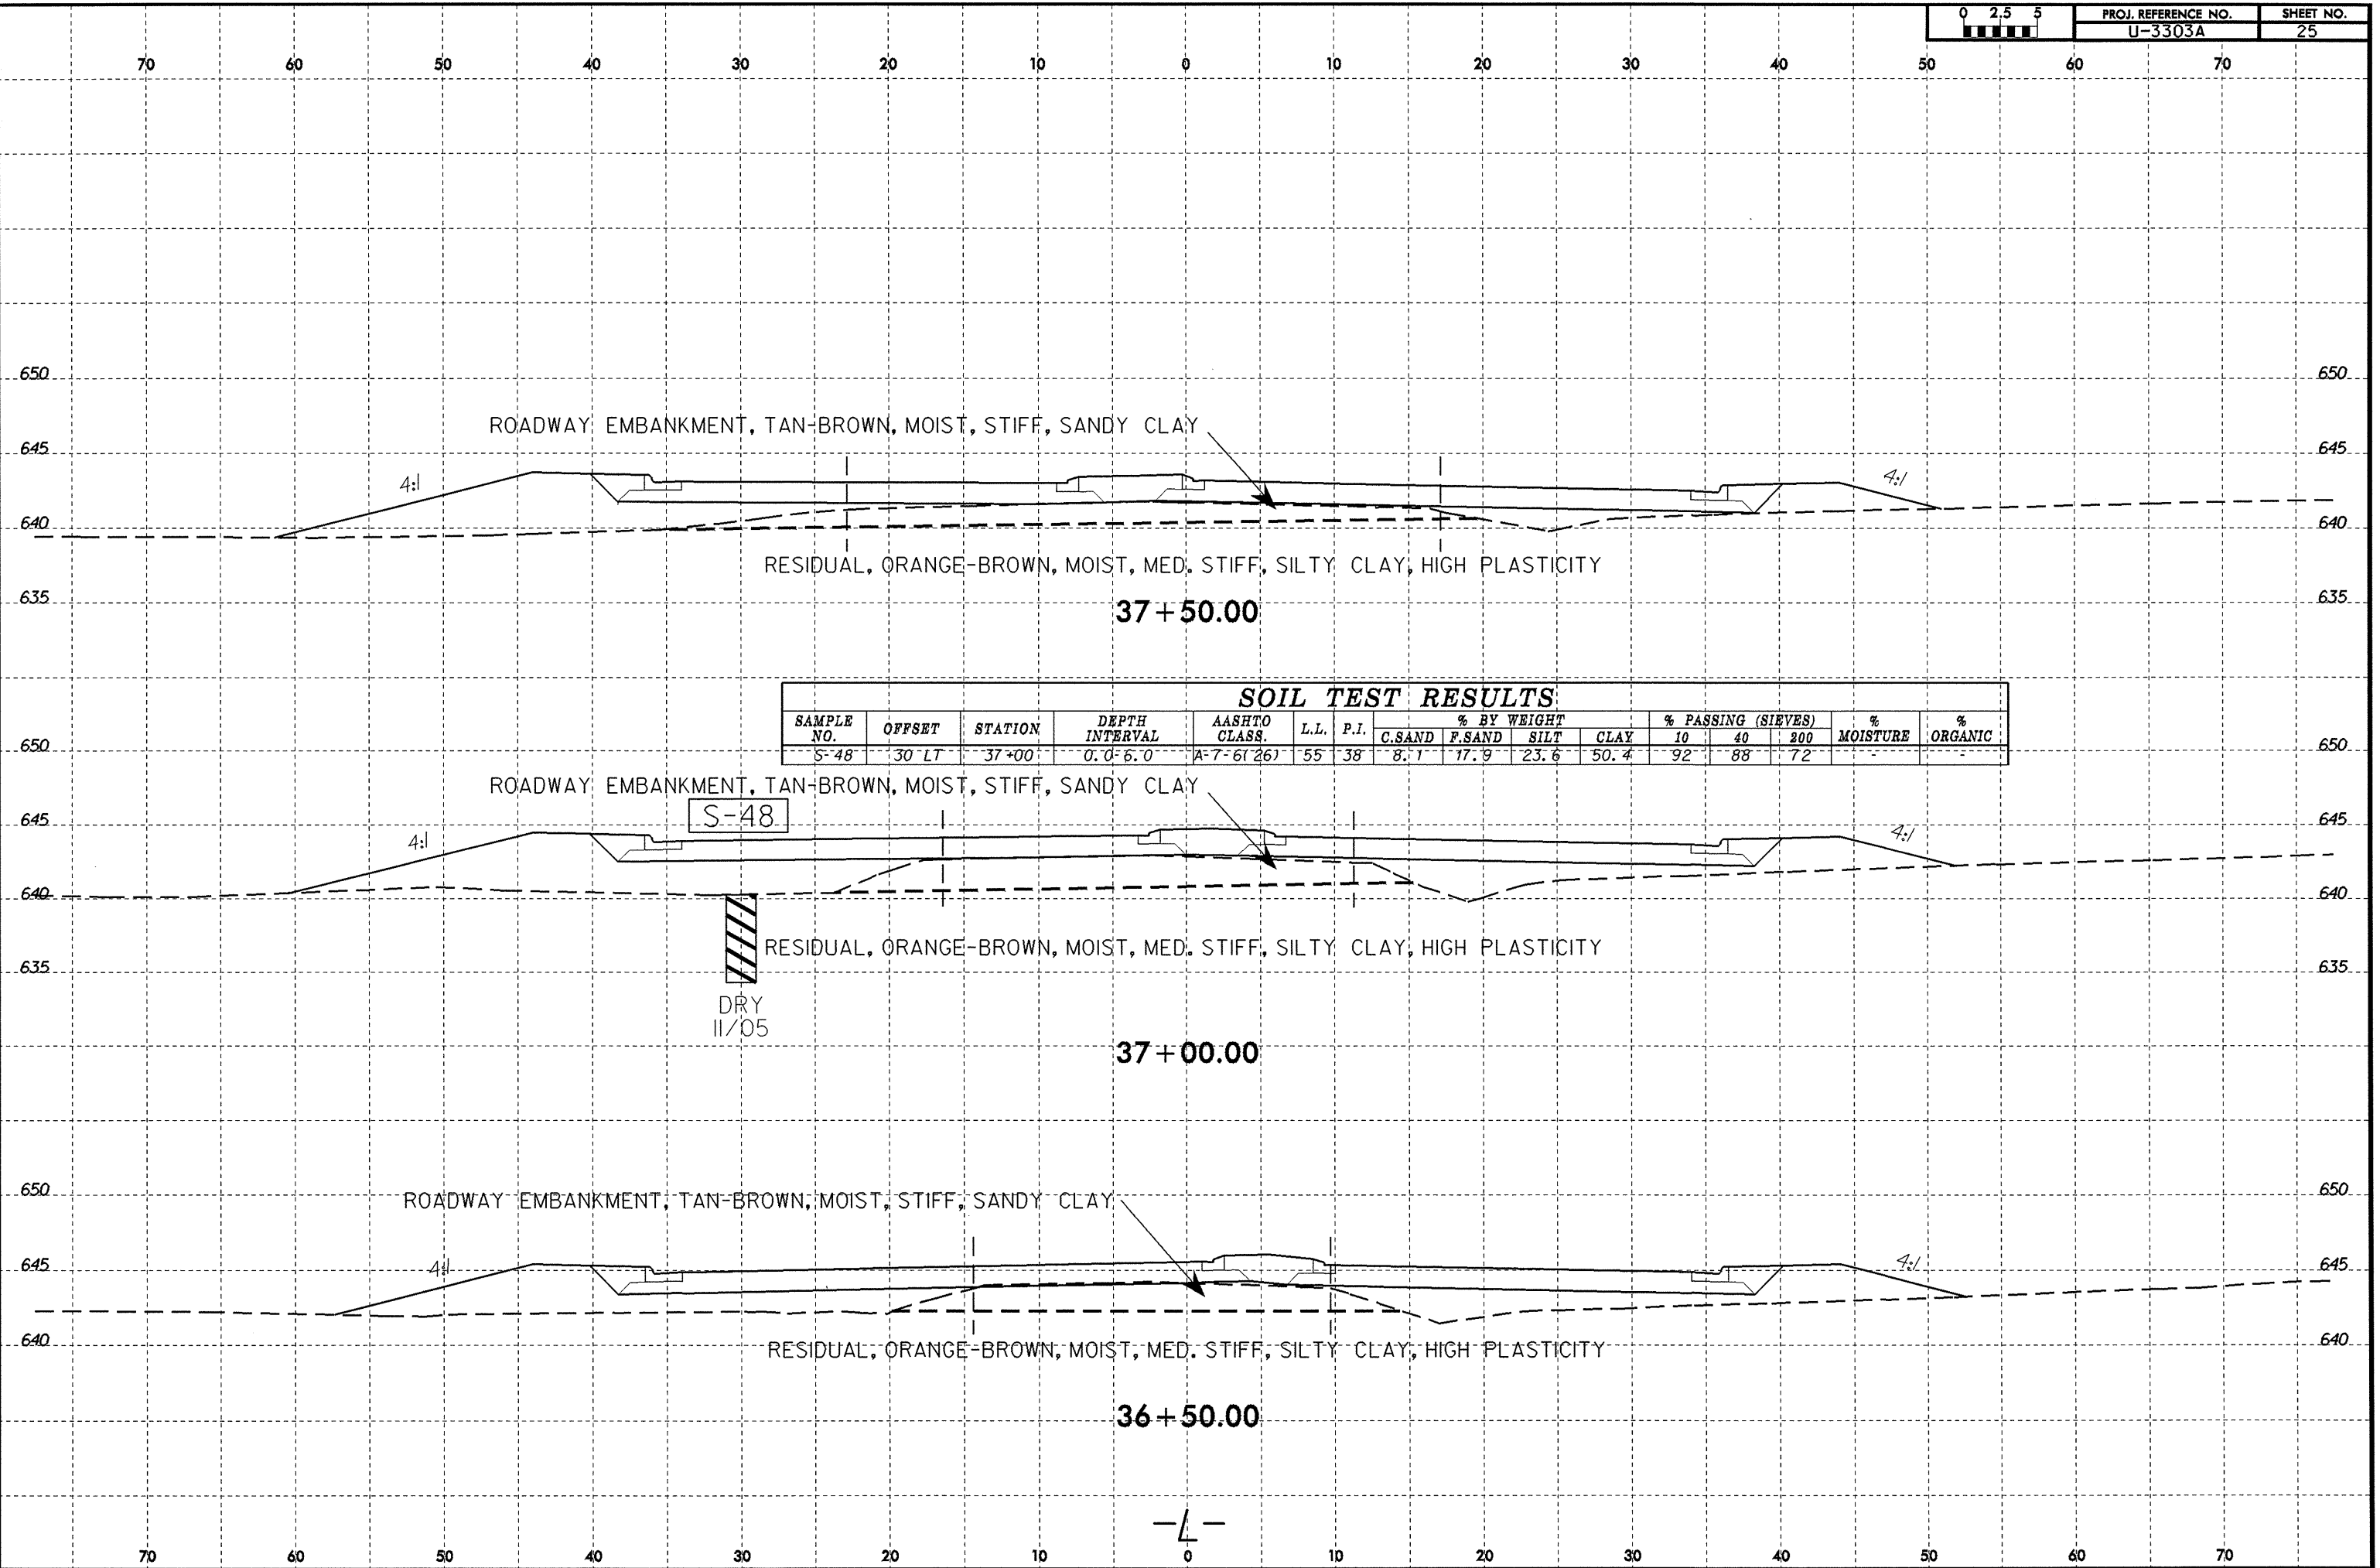 0 2.5 5 PROJ. REFERENCE NO. SHEET NO.
U-3303A 25
70 60 50 40 30 20 10 0 10 20 30 40 50 60 70
650 650
ROADWAY EMBANKMENT, TAN-BROWN, MOIST, STIFF, SANDY CLAY
645 645
4:1 4:1
640 640
RESIDUAL, ORANGE-BROWN, MOIST, MED. STIFF, SILTY CLAY, HIGH PLASTICITY
635 635
37+50.00
SOIL TEST RESULTS
SAMPLE NO. OFFSET STATION DEPTH INTERVAL AASHTO CLASS. L.L. P.I. % BY WEIGHT % PASSING (SIEVES) % MOISTURE % ORGANIC
C.SAND F.SAND SILT CLAY 10 40 200
S-48 30 LT 37+00 0.0-6.0 A-7-6(26) 55 38 8.1 17.9 23.6 50.4 92 88 72 - -
650 650
ROADWAY EMBANKMENT, TAN-BROWN, MOIST, STIFF, SANDY CLAY
S-48
645 645
4:1 4:1
640 640
RESIDUAL, ORANGE-BROWN, MOIST, MED. STIFF, SILTY CLAY, HIGH PLASTICITY
635 635
DRY
11/05
37+00.00
650 650
ROADWAY EMBANKMENT, TAN-BROWN, MOIST, STIFF, SANDY CLAY
645 645
4:1 4:1
640 640
RESIDUAL, ORANGE-BROWN, MOIST, MED. STIFF, SILTY CLAY, HIGH PLASTICITY
36+50.00
-L-
70 60 50 40 30 20 10 0 10 20 30 40 50 60 70